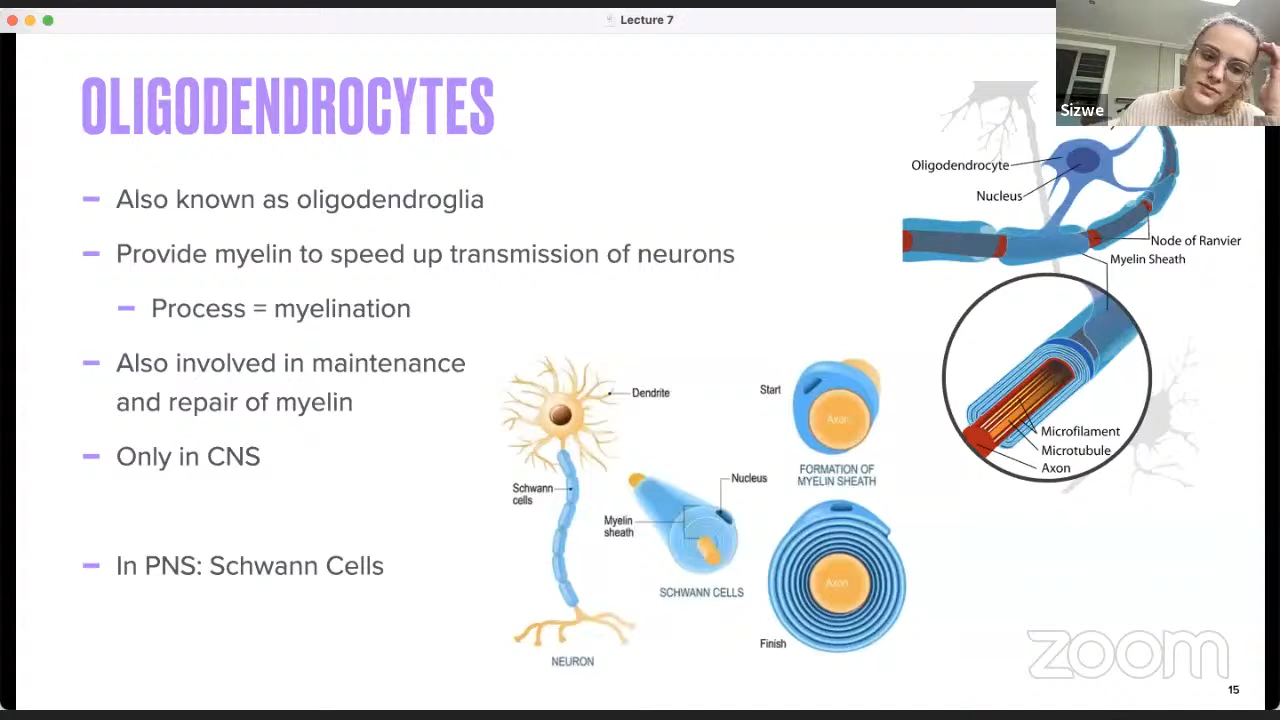 Lecture 7
Sizwe
OLIGODENDROCYTES
– Also known as oligodendroglia
– Provide myelin to speed up transmission of neurons
– Process = myelination
– Also involved in maintenance
and repair of myelin
– Only in CNS
– In PNS: Schwann Cells
Oligodendrocyte
Nucleus
Node of Ranvier
Myelin Sheath
Microfilament
Microtubule
Axon
Dendrite
Schwann
cells
NEURON
Nucleus
Myelin
sheath
SCHWANN CELLS
Start
Axon
FORMATION OF
MYELIN SHEATH
Axon
Finish
zoom
15